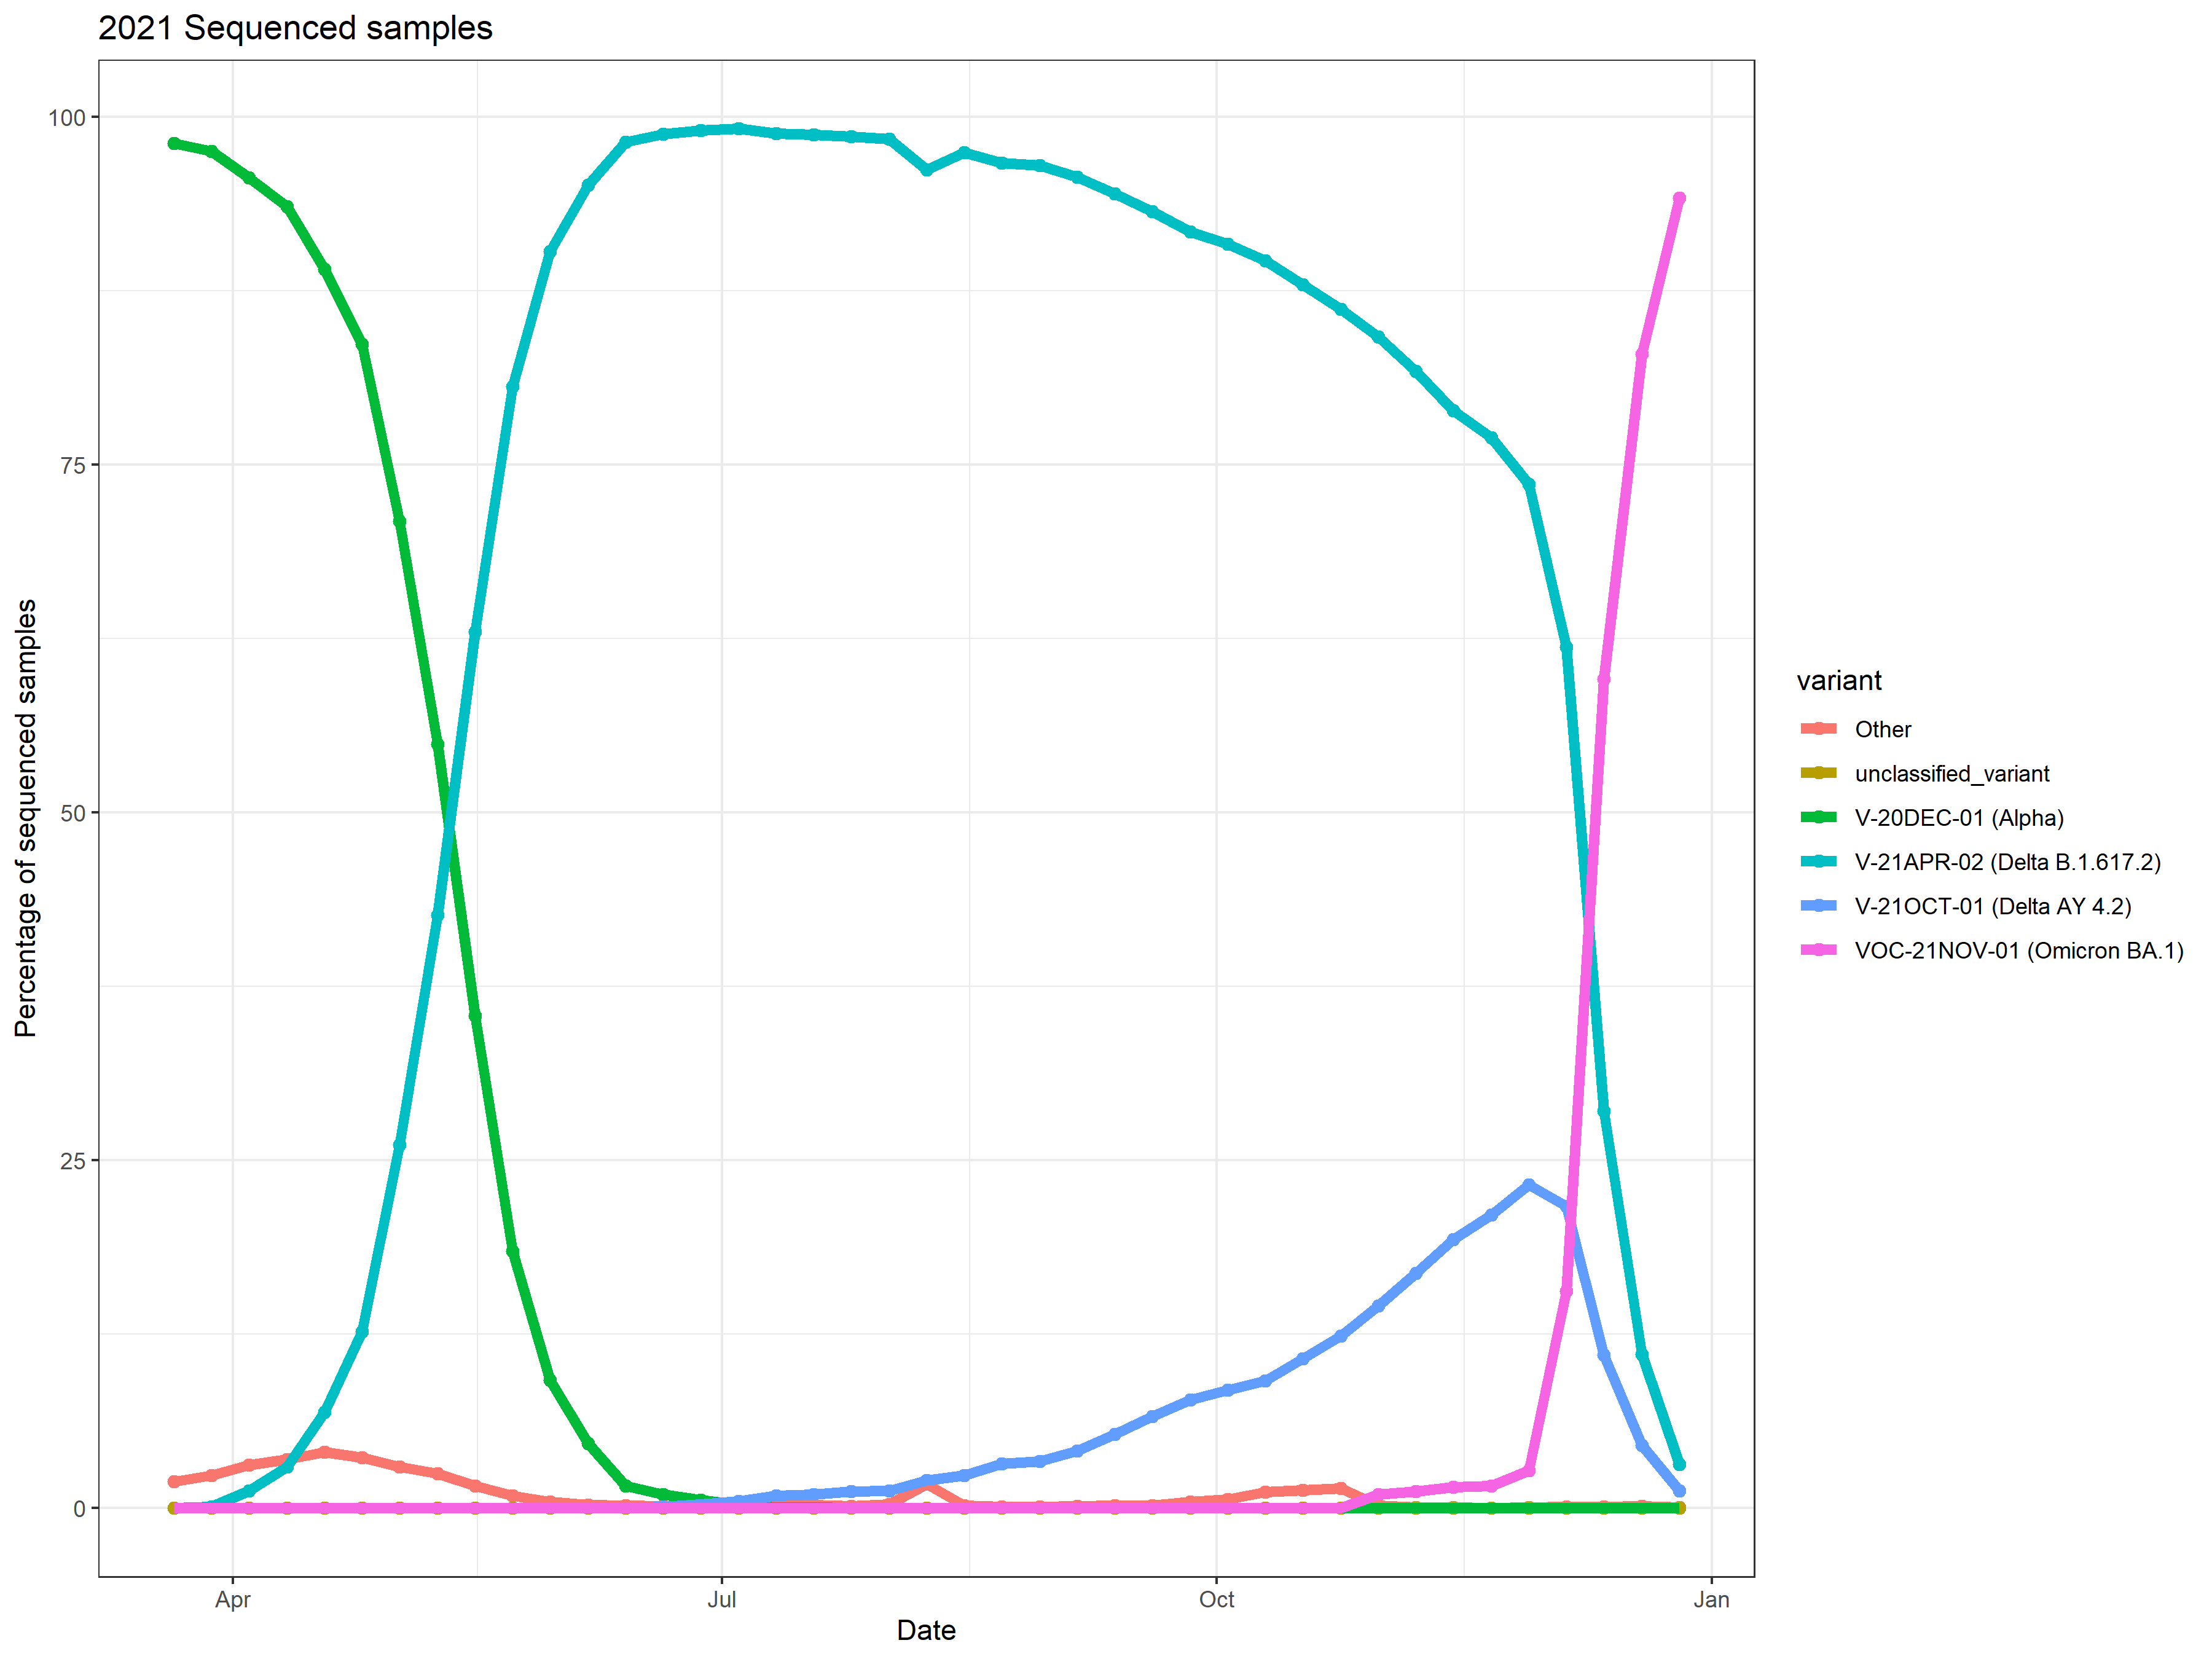 2021 Sequenced samples
Percentage of sequenced samples
100
75
50
25
0
Apr
Jul
Oct
Jan
Date
variant
Other
unclassified_variant
V-20DEC-01 (Alpha)
V-21APR-02 (Delta B.1.617.2)
V-21OCT-01 (Delta AY 4.2)
VOC-21NOV-01 (Omicron BA.1)